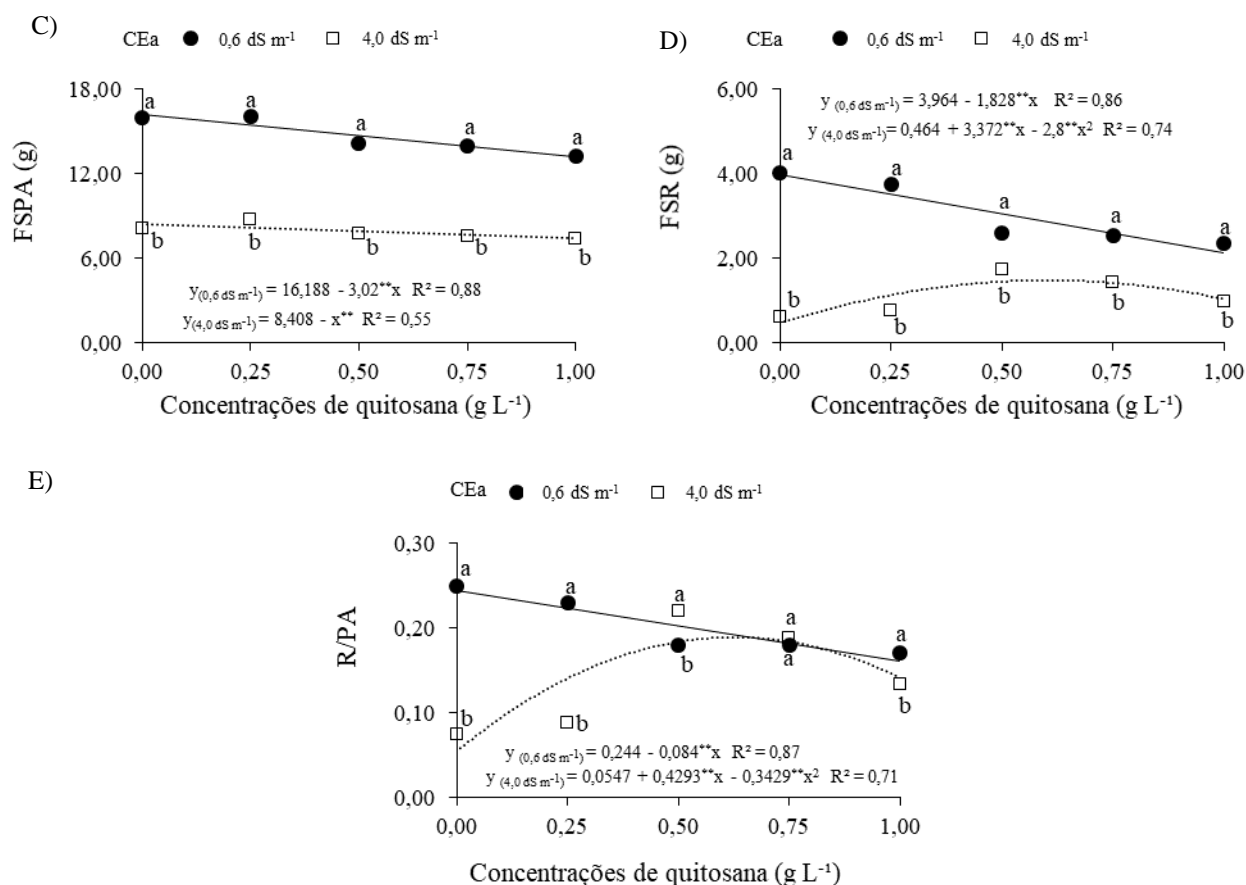 C)
CEa ● 0,6 dS m⁻¹ □ 4,0 dS m⁻¹
18,00
12,00
6,00
0,00
FSPA (g)
a a a a a
b b b b b
y(0,6 dS m⁻¹) = 16,188 - 3,02**x R² = 0,88
y(4,0 dS m⁻¹) = 8,408 - x** R² = 0,55
0,00 0,25 0,50 0,75 1,00
Concentrações de quitosana (g L⁻¹)
D)
CEa ● 0,6 dS m⁻¹ □ 4,0 dS m⁻¹
6,00
4,00
2,00
0,00
FSR (g)
y (0,6 dS m⁻¹) = 3,964 - 1,828**x R² = 0,86
y (4,0 dS m⁻¹)= 0,464 + 3,372**x - 2,8**x² R² = 0,74
a a a a a
b b b b b
0,00 0,25 0,50 0,75 1,00
Concentrações de quitosana (g L⁻¹)
E)
CEa ● 0,6 dS m⁻¹ □ 4,0 dS m⁻¹
0,30
0,20
0,10
0,00
R/PA
a a a a a
b b b a b
y (0,6 dS m⁻¹) = 0,244 - 0,084**x R² = 0,87
y (4,0 dS m⁻¹) = 0,0547 + 0,4293**x - 0,3429**x² R² = 0,71
0,00 0,25 0,50 0,75 1,00
Concentrações de quitosana (g L⁻¹)